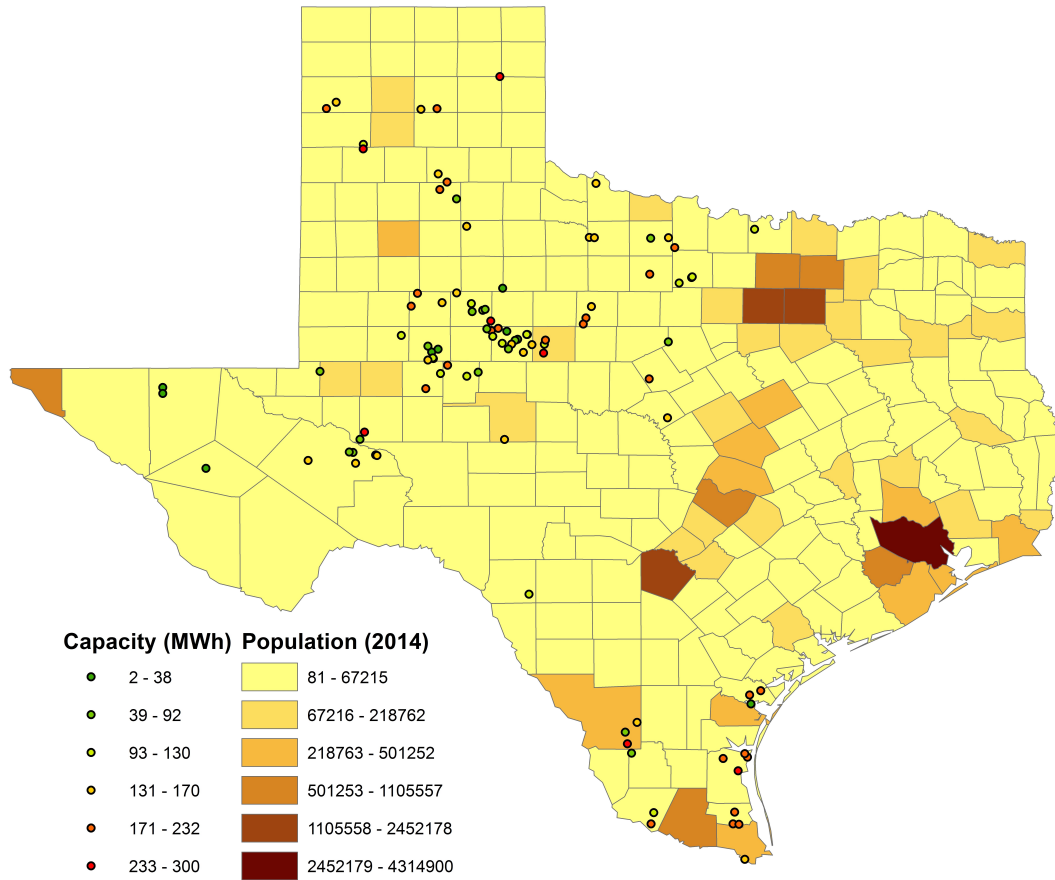 Capacity (MWh) Population (2014)
2 - 38 81 - 67215
39 - 92 67216 - 218762
93 - 130 218763 - 501252
131 - 170 501253 - 1105557
171 - 232 1105558 - 2452178
233 - 300 2452179 - 4314900